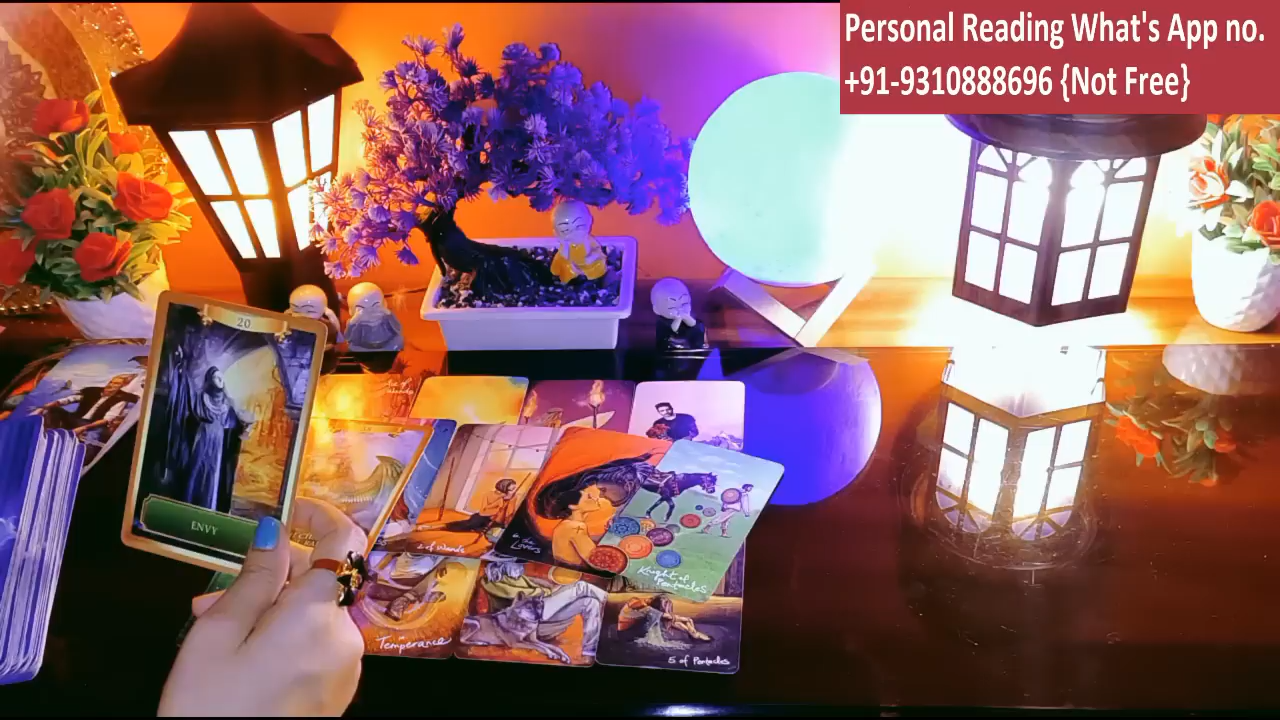 Personal Reading What's App no.
+91-9310888696 {Not Free}
20
ENVY
2 of Wands
The
Lovers
Knight of
Pentacles
Temperance
5 of Pentacles